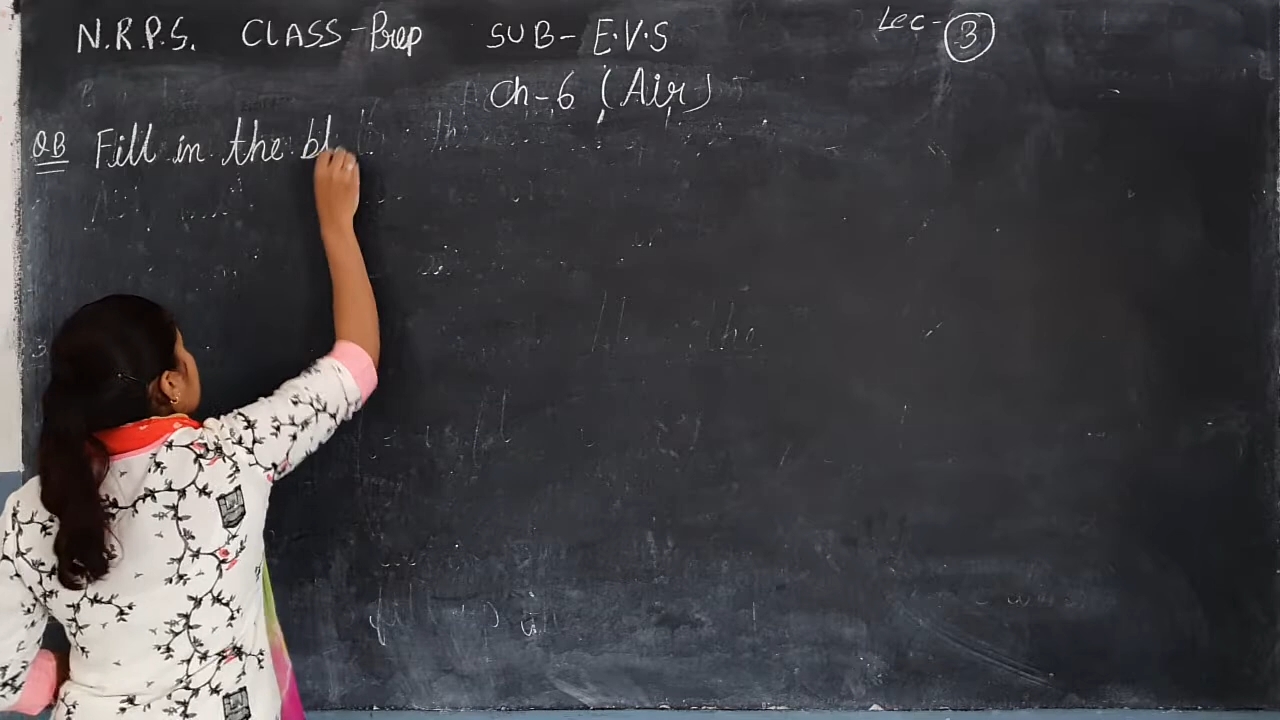 N.R.P.S. CLASS-Prep SUB- E.V.S Lec- 3
Ch-6 (Air)
QB Fill in the bl